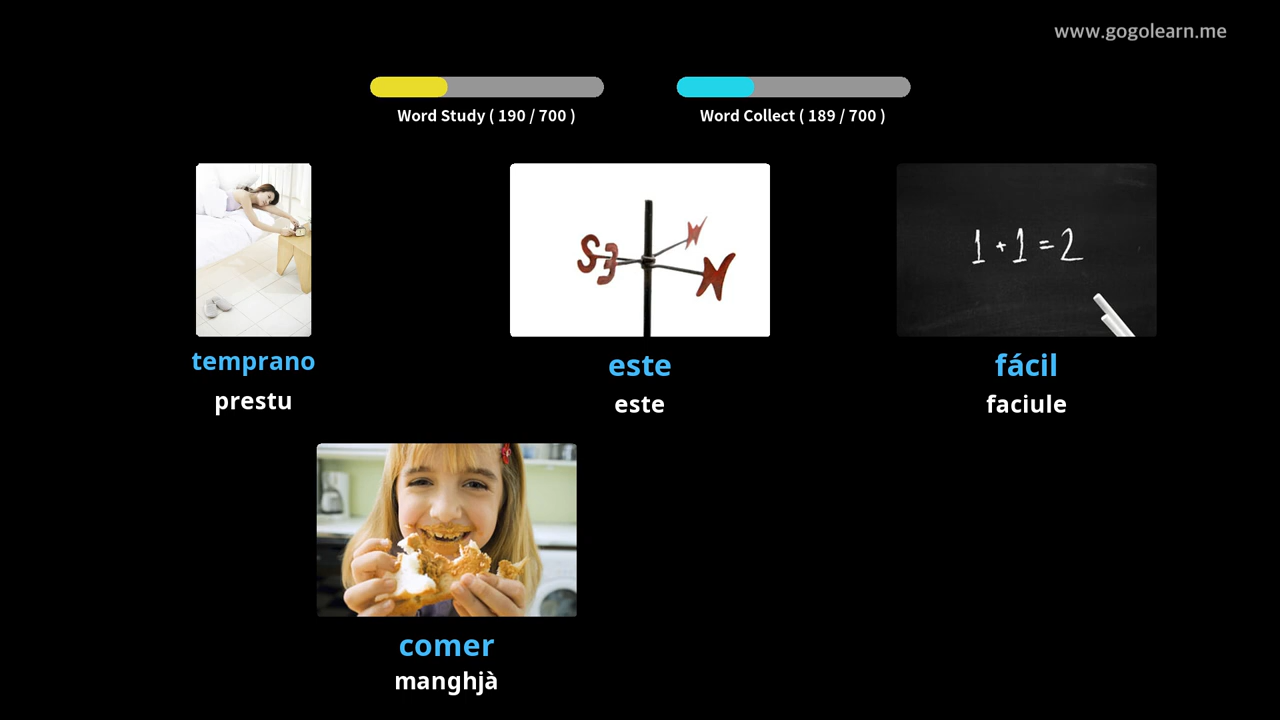 www.gogolearn.me
Word Study ( 190 / 700 )
Word Collect ( 189 / 700 )
S E N W
1 + 1 = 2
temprano
este
fácil
prestu
este
faciule
comer
manghjà